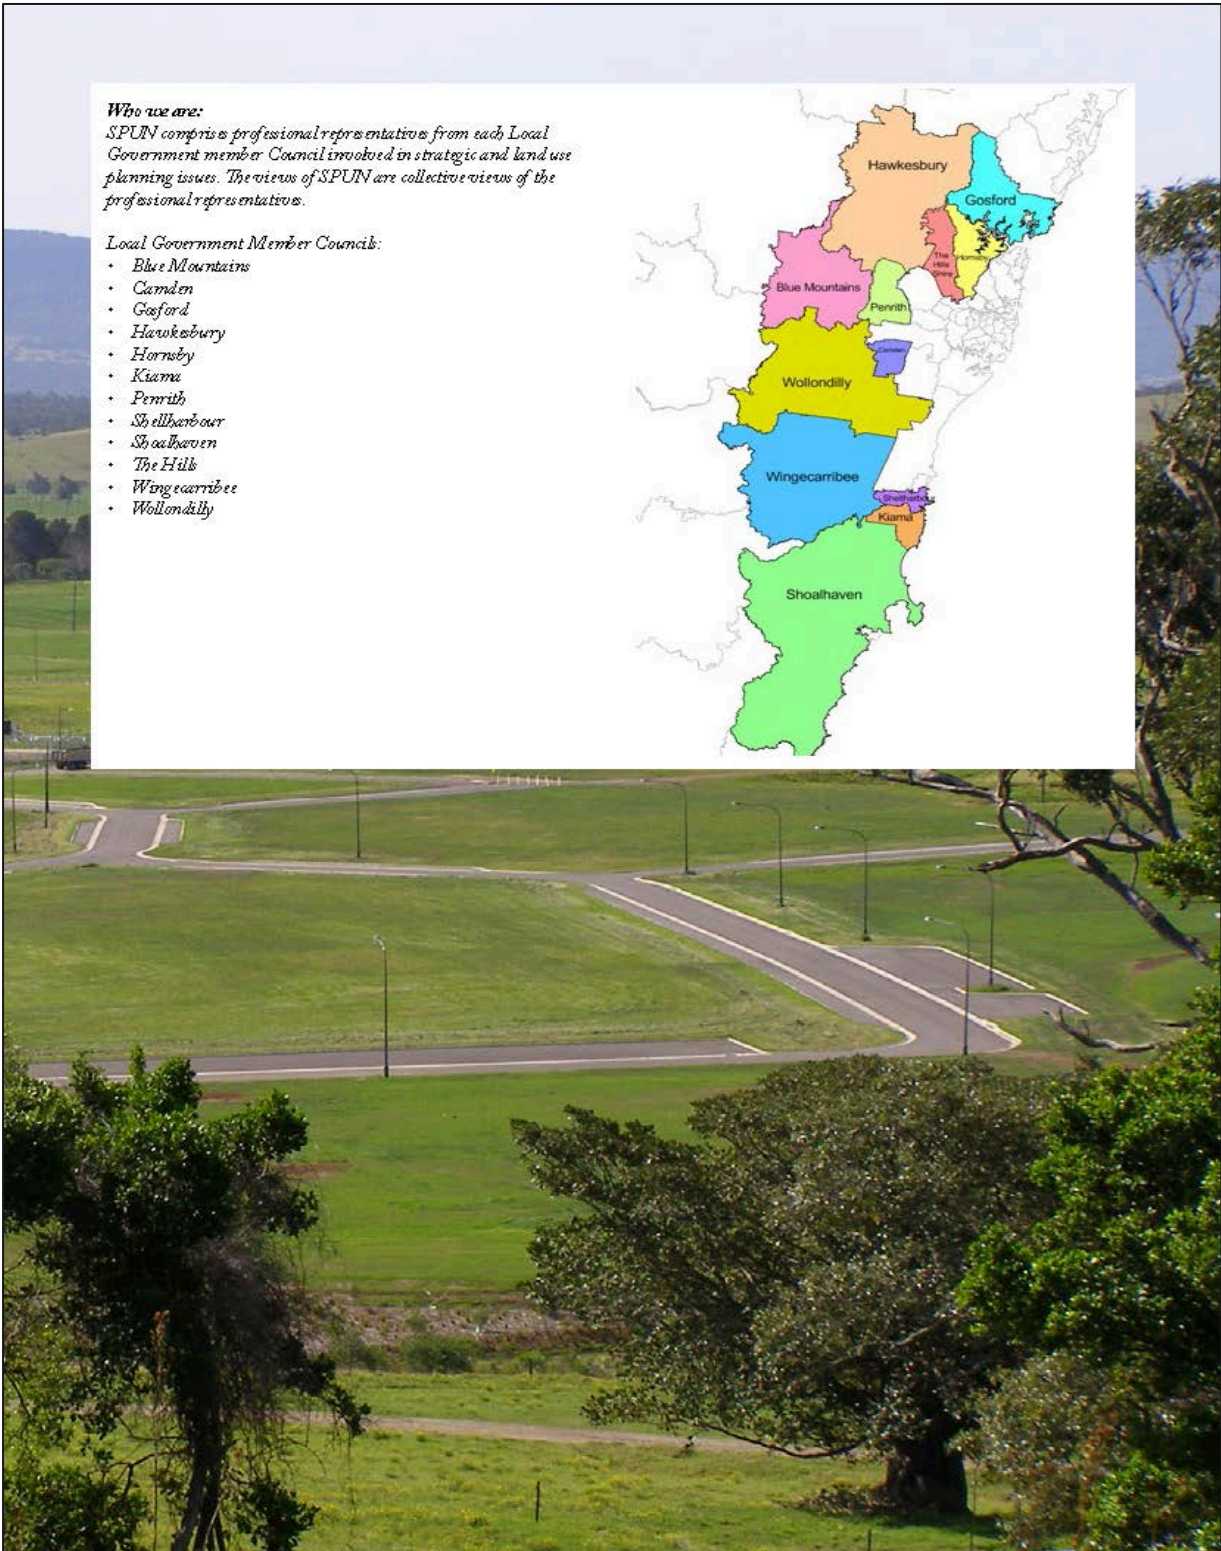 Who we are:
SPUN comprises professional representatives from each Local
Government member Council involved in strategic and land use
planning issues. The views of SPUN are collective views of the
professional representatives.
Local Government Member Councils:
• Blue Mountains
• Camden
• Gosford
• Hawkesbury
• Hornsby
• Kiama
• Penrith
• Shellharbour
• Shoalhaven
• The Hills
• Wingecarribee
• Wollondilly
Hawkesbury
Gosford
The
Hills
Shire
Hornsby
Blue Mountains
Penrith
Camden
Wollondilly
Wingecarribee
Shellharbour
Kiama
Shoalhaven